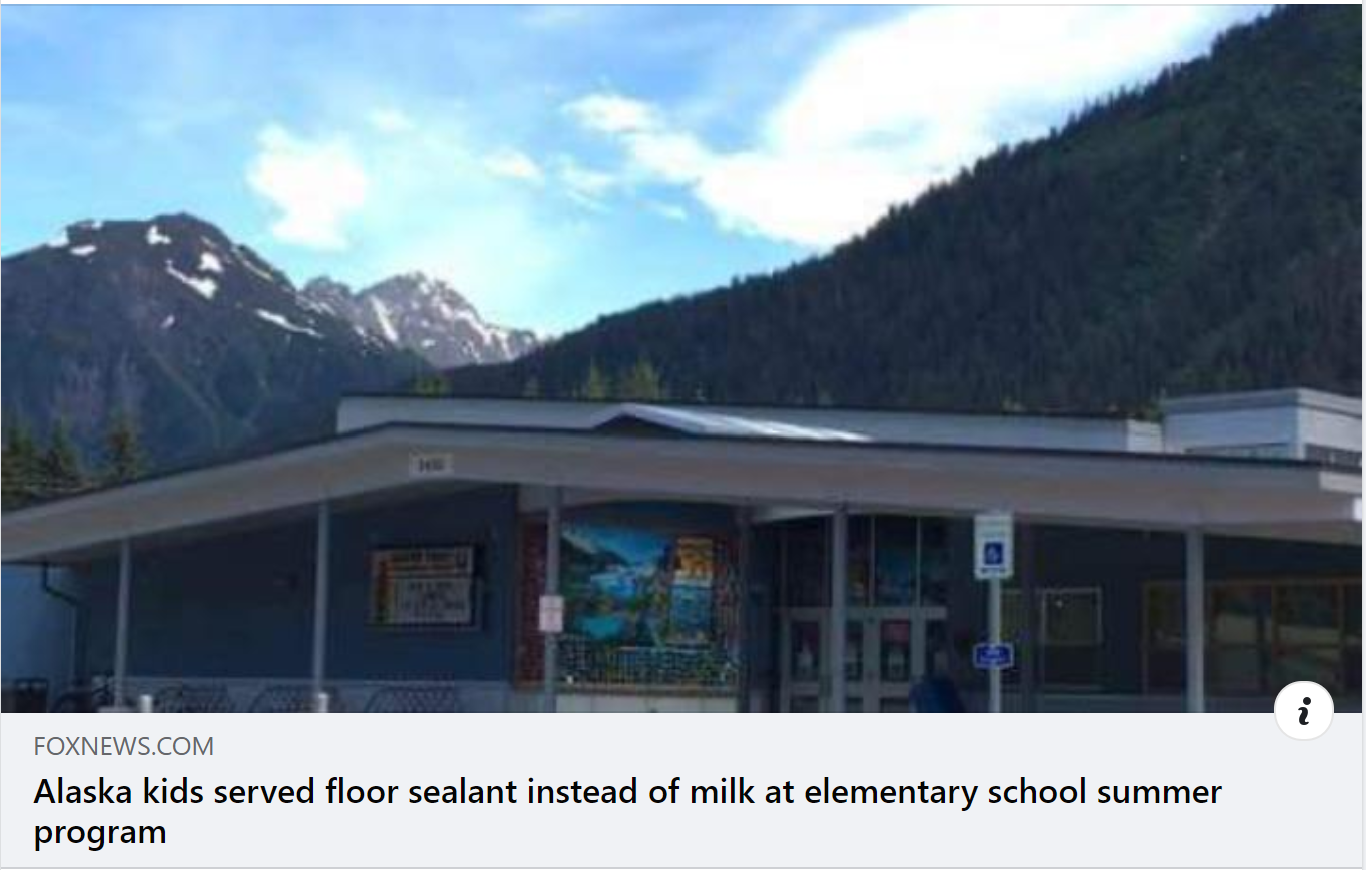 FOXNEWS.COM
i
Alaska kids served floor sealant instead of milk at elementary school summer
program